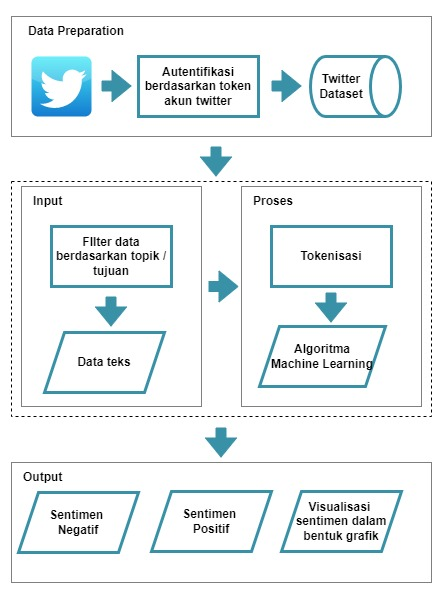 Data Preparation
Autentifikasi
berdasarkan token
akun twitter
Twitter
Dataset
Input
FIlter data
berdasarkan topik /
tujuan
Data teks
Proses
Tokenisasi
Algoritma
Machine Learning
Output
Sentimen
Negatif
Sentimen
Positif
Visualisasi
sentimen dalam
bentuk grafik